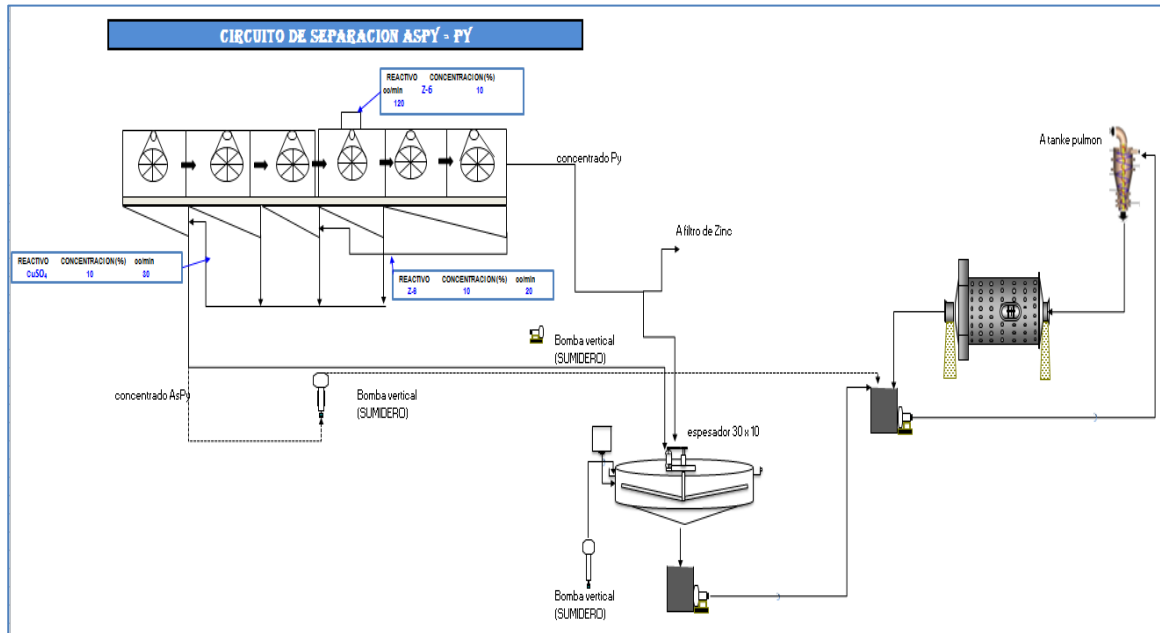 CIRCUITO DE SEPARACION ASPY - PY
REACTIVO CONCENTRACION(%)
cc/min Z-6 10
120
concentrado Py
A tanke pulmon
A filtro de Zinc
REACTIVO CONCENTRACION(%) cc/min
CuSO₄ 10 80
REACTIVO CONCENTRACION(%) cc/min
Z-6 10 20
Bomba vertical
(SUMIDERO)
concentrado AsPy
Bomba vertical
(SUMIDERO)
espesador 30 x 10
Bomba vertical
(SUMIDERO)